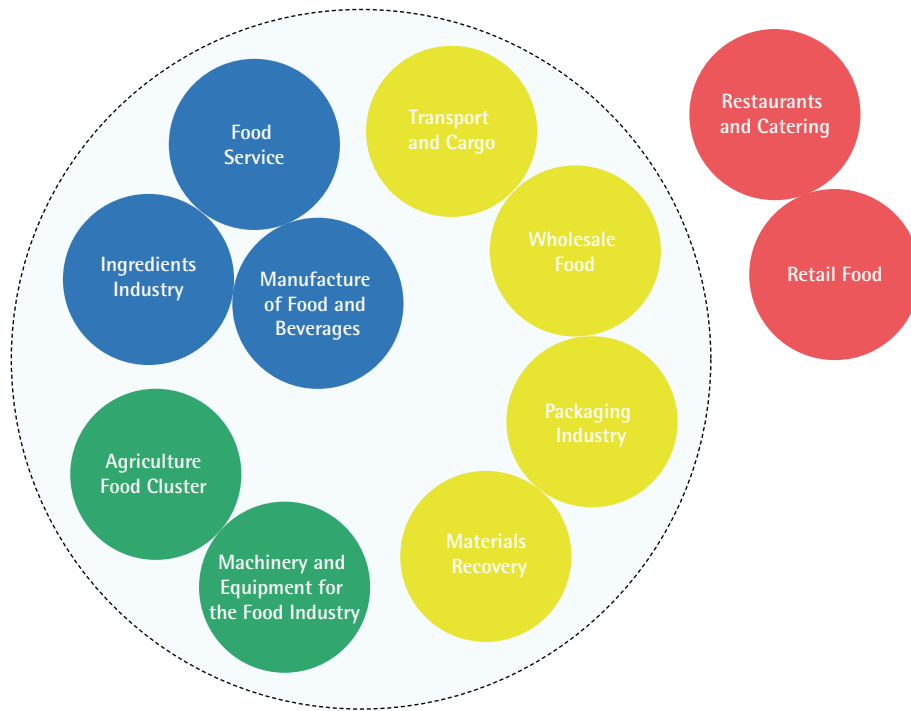 Food
Service
Transport
and Cargo
Restaurants
and Catering
Ingredients
Industry
Manufacture
of Food and
Beverages
Wholesale
Food
Retail Food
Agriculture
Food Cluster
Packaging
Industry
Machinery and
Equipment for
the Food Industry
Materials
Recovery